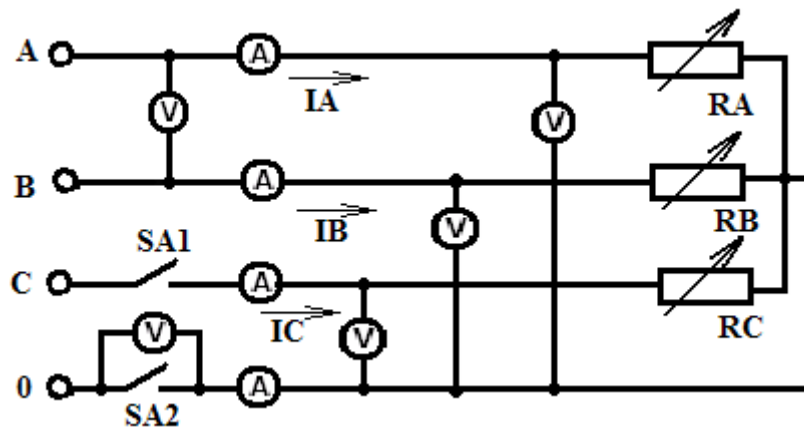 A A
IA V RA
V
B A
IB V RB
SA1
C A
IC V RC
V
0 A
SA2